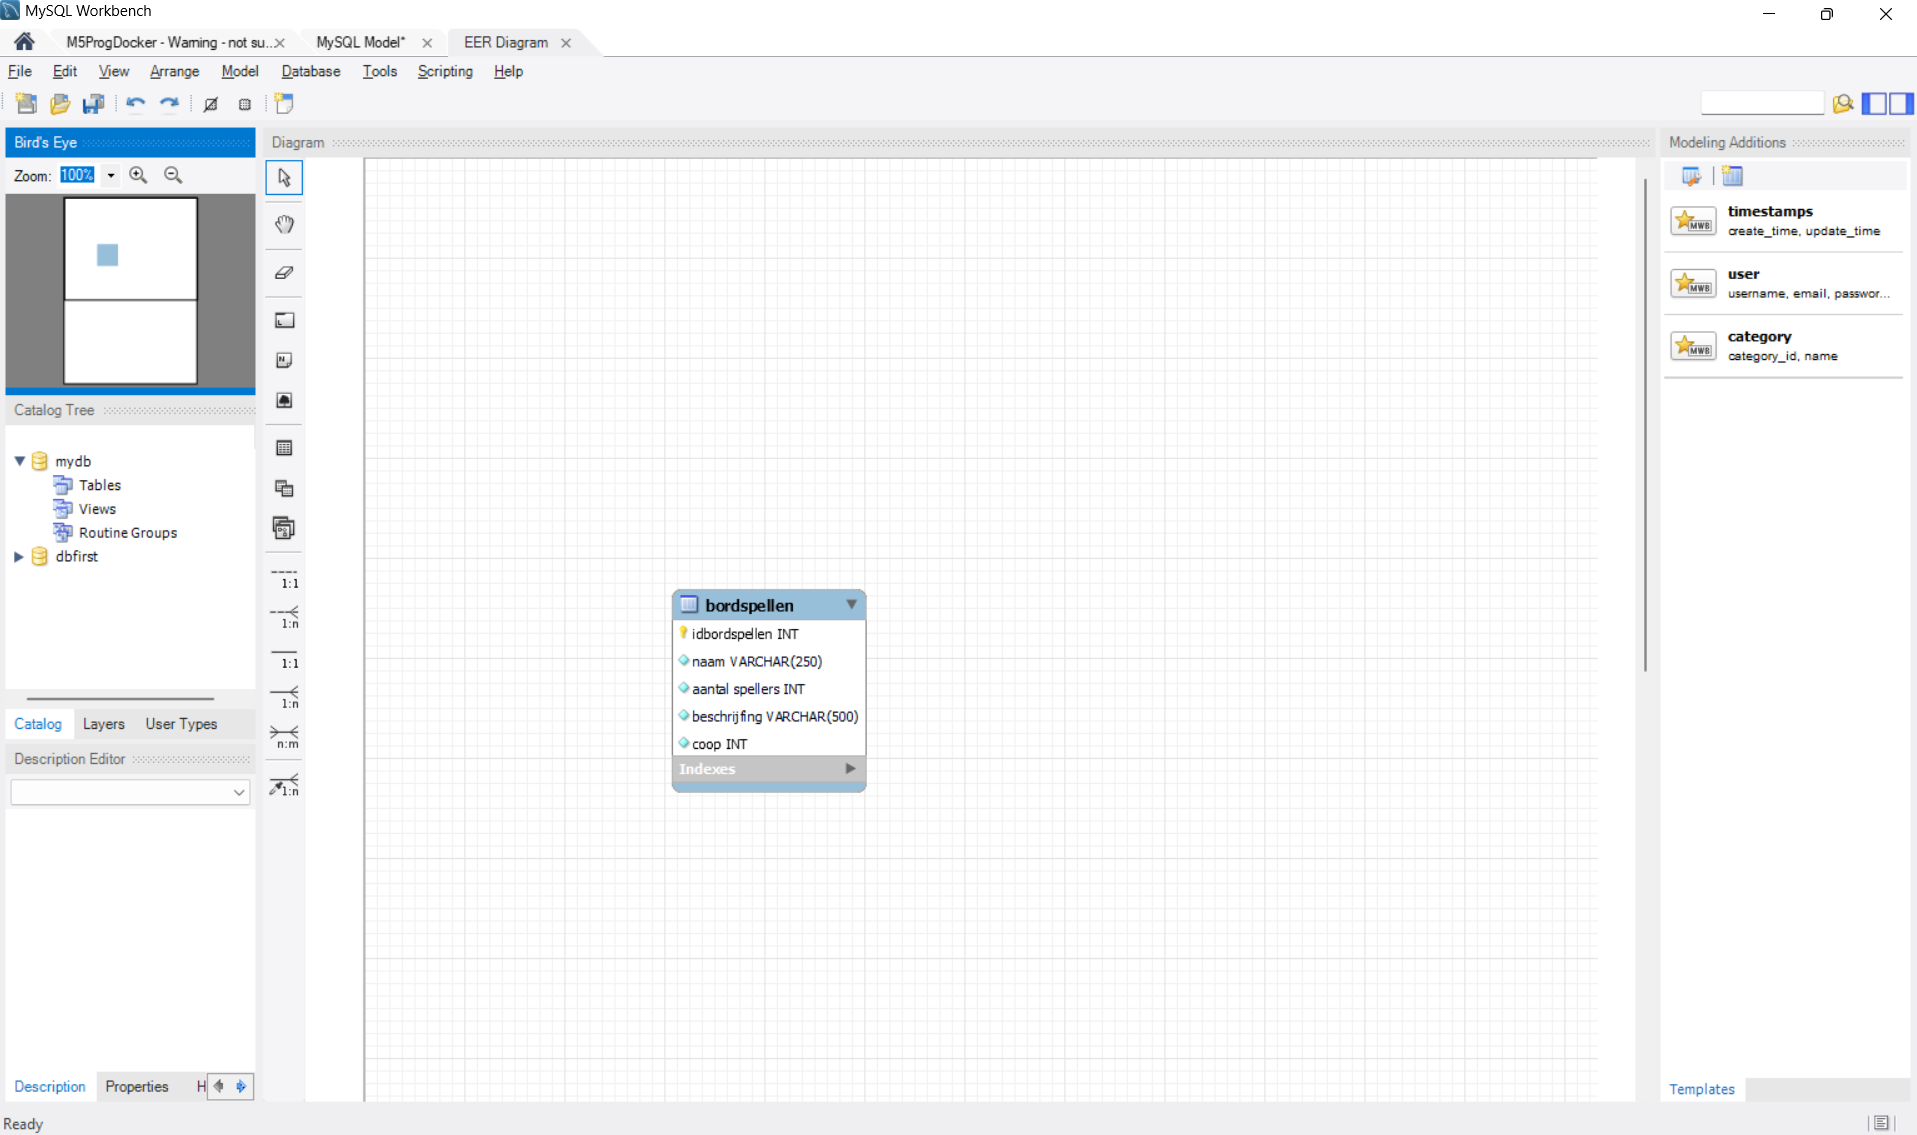 MySQL Workbench
M5ProgDocker - Warning - not su..
MySQL Model*
EER Diagram
File Edit View Arrange Model Database Tools Scripting Help
Bird's Eye
Zoom: 100%
Catalog Tree
mydb
Tables
Views
Routine Groups
dbfirst
Catalog Layers User Types
Description Editor
Description Properties H
Ready
Diagram
N
1:1
1:n
1:1
1:n
n:m
1:n
bordspellen
idbordspellen INT
naam VARCHAR(250)
aantal spellers INT
beschrijfing VARCHAR(500)
coop INT
Indexes
Modeling Additions
MWB
timestamps
create_time, update_time
MWB
user
username, email, passwor...
MWB
category
category_id, name
Templates